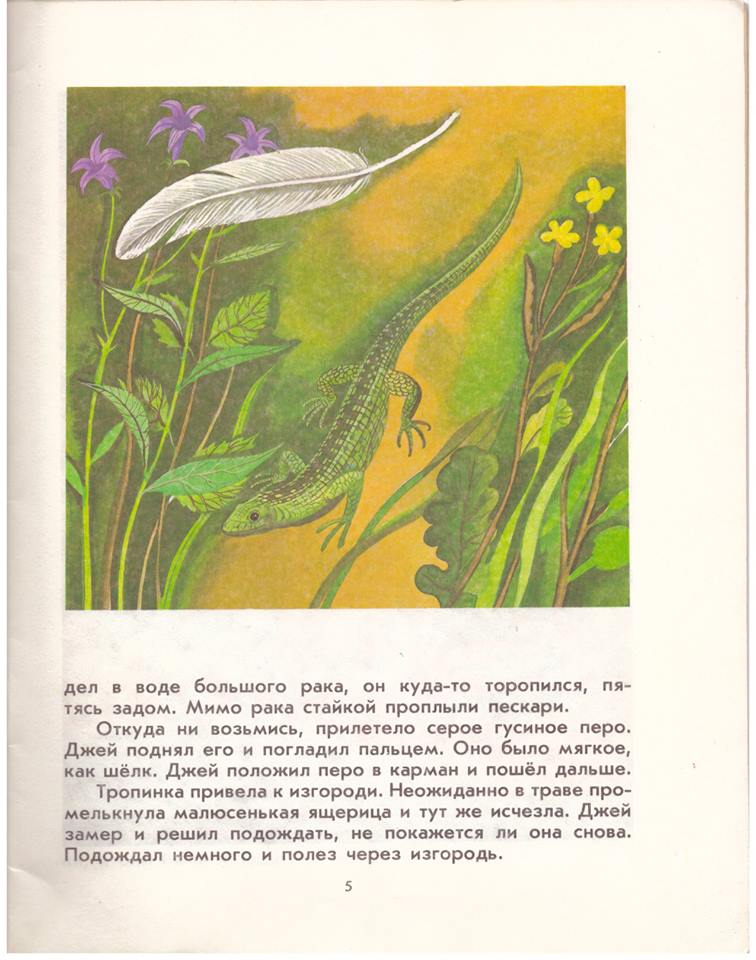 дел в воде большого рака, он куда-то торопился, пя-
тясь задом. Мимо рака стайкой проплыли пескари.
Откуда ни возьмись, прилетело серое гусиное перо.
Джей поднял его и погладил пальцем. Оно было мягкое,
как шёлк. Джей положил перо в карман и пошёл дальше.
Тропинка привела к изгороди. Неожиданно в траве про-
мелькнула малюсенькая ящерица и тут же исчезла. Джей
замер и решил подождать, не покажется ли она снова.
Подождал немного и полез через изгородь.
5